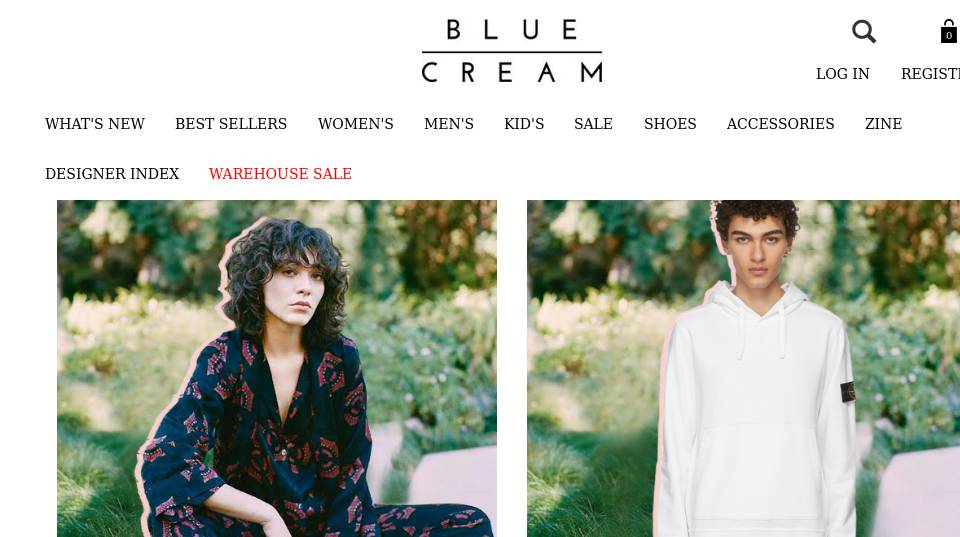 BLUE
CREAM
0
LOG IN REGISTE
WHAT'S NEW BEST SELLERS WOMEN'S MEN'S KID'S SALE SHOES ACCESSORIES ZINE
DESIGNER INDEX WAREHOUSE SALE